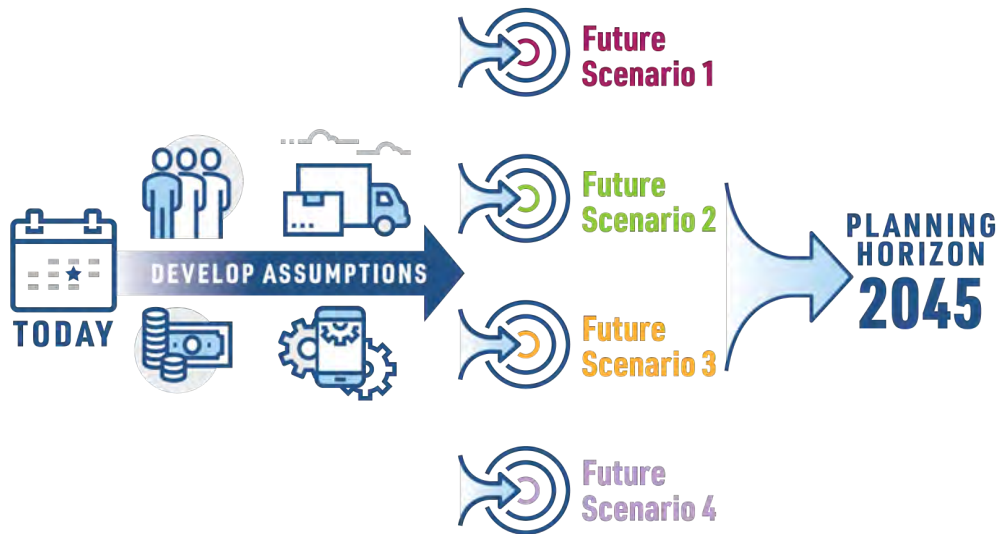 TODAY
DEVELOP ASSUMPTIONS
Future
Scenario 1
Future
Scenario 2
Future
Scenario 3
Future
Scenario 4
PLANNING
HORIZON
2045